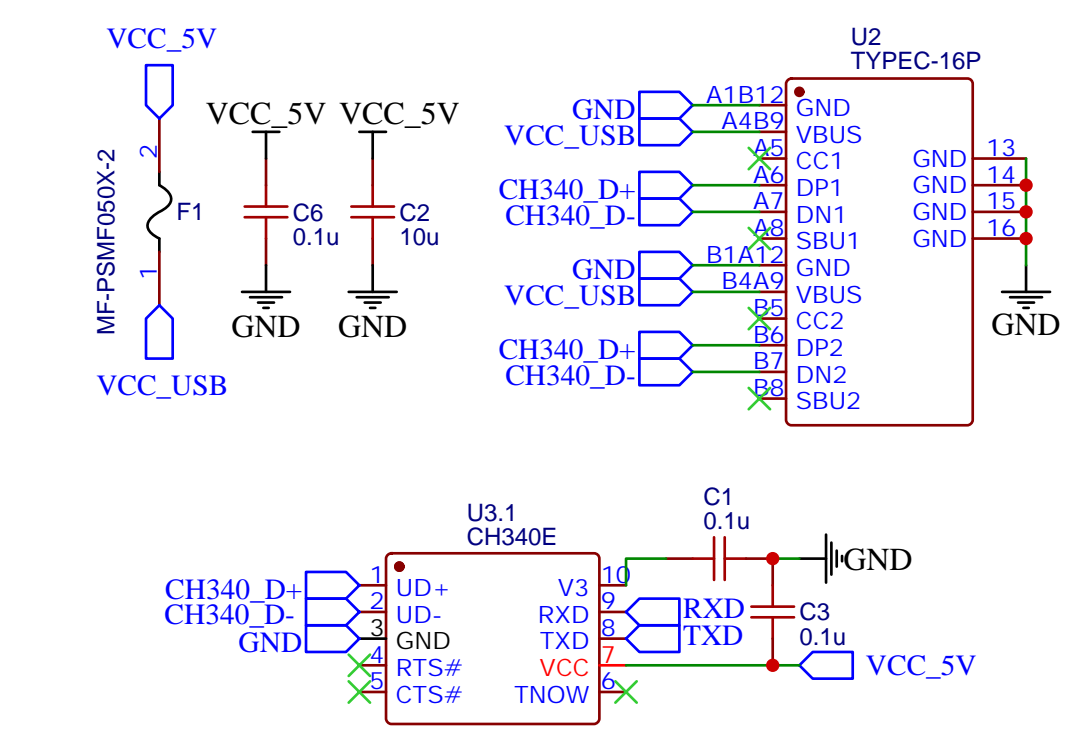 VCC_5V
2
F1
1
MF-PSMF050X-2
VCC_USB
VCC_5V
C6
0.1u
GND
VCC_5V
C2
10u
GND
U2
TYPEC-16P
GND A1B12 GND
VCC_USB A4B9 VBUS
A5 CC1
CH340_D+ A6 DP1
CH340_D- A7 DN1
A8 SBU1
GND B1A12 GND
VCC_USB B4A9 VBUS
B5 CC2
CH340_D+ B6 DP2
CH340_D- B7 DN2
B8 SBU2
GND 13
GND 14
GND 15
GND 16
GND
U3.1
CH340E
CH340_D+ 1 UD+
CH340_D- 2 UD-
GND 3 GND
4 RTS#
5 CTS#
V3 10
RXD 9 RXD
TXD 8 TXD
VCC 7
TNOW 6
C1
0.1u
GND
C3
0.1u
VCC_5V